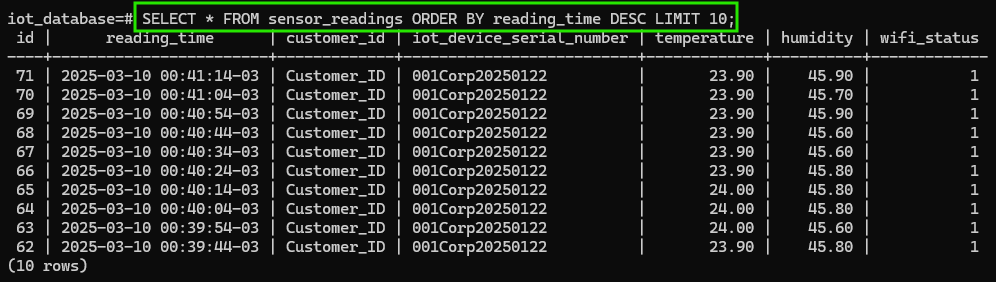 iot_database=# SELECT * FROM sensor_readings ORDER BY reading_time DESC LIMIT 10;
 id |      reading_time      | customer_id | iot_device_serial_number | temperature | humidity | wifi_status
----+------------------------+-------------+--------------------------+-------------+----------+-------------
 71 | 2025-03-10 00:41:14-03 | Customer_ID | 001Corp20250122          |       23.90 |    45.90 |           1
 70 | 2025-03-10 00:41:04-03 | Customer_ID | 001Corp20250122          |       23.90 |    45.70 |           1
 69 | 2025-03-10 00:40:54-03 | Customer_ID | 001Corp20250122          |       23.90 |    45.90 |           1
 68 | 2025-03-10 00:40:44-03 | Customer_ID | 001Corp20250122          |       23.90 |    45.60 |           1
 67 | 2025-03-10 00:40:34-03 | Customer_ID | 001Corp20250122          |       23.90 |    45.60 |           1
 66 | 2025-03-10 00:40:24-03 | Customer_ID | 001Corp20250122          |       23.90 |    45.80 |           1
 65 | 2025-03-10 00:40:14-03 | Customer_ID | 001Corp20250122          |       24.00 |    45.80 |           1
 64 | 2025-03-10 00:40:04-03 | Customer_ID | 001Corp20250122          |       24.00 |    45.80 |           1
 63 | 2025-03-10 00:39:54-03 | Customer_ID | 001Corp20250122          |       24.00 |    45.60 |           1
 62 | 2025-03-10 00:39:44-03 | Customer_ID | 001Corp20250122          |       23.90 |    45.80 |           1
(10 rows)